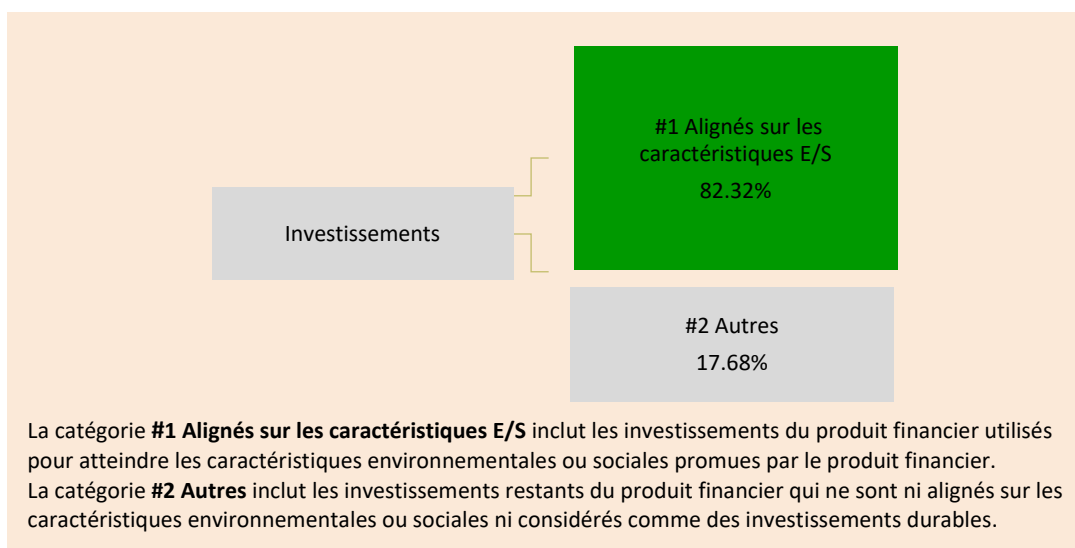 #1 Alignés sur les
caractéristiques E/S
82.32%
Investissements
#2 Autres
17.68%
La catégorie #1 Alignés sur les caractéristiques E/S inclut les investissements du produit financier utilisés
pour atteindre les caractéristiques environnementales ou sociales promues par le produit financier.
La catégorie #2 Autres inclut les investissements restants du produit financier qui ne sont ni alignés sur les
caractéristiques environnementales ou sociales ni considérés comme des investissements durables.